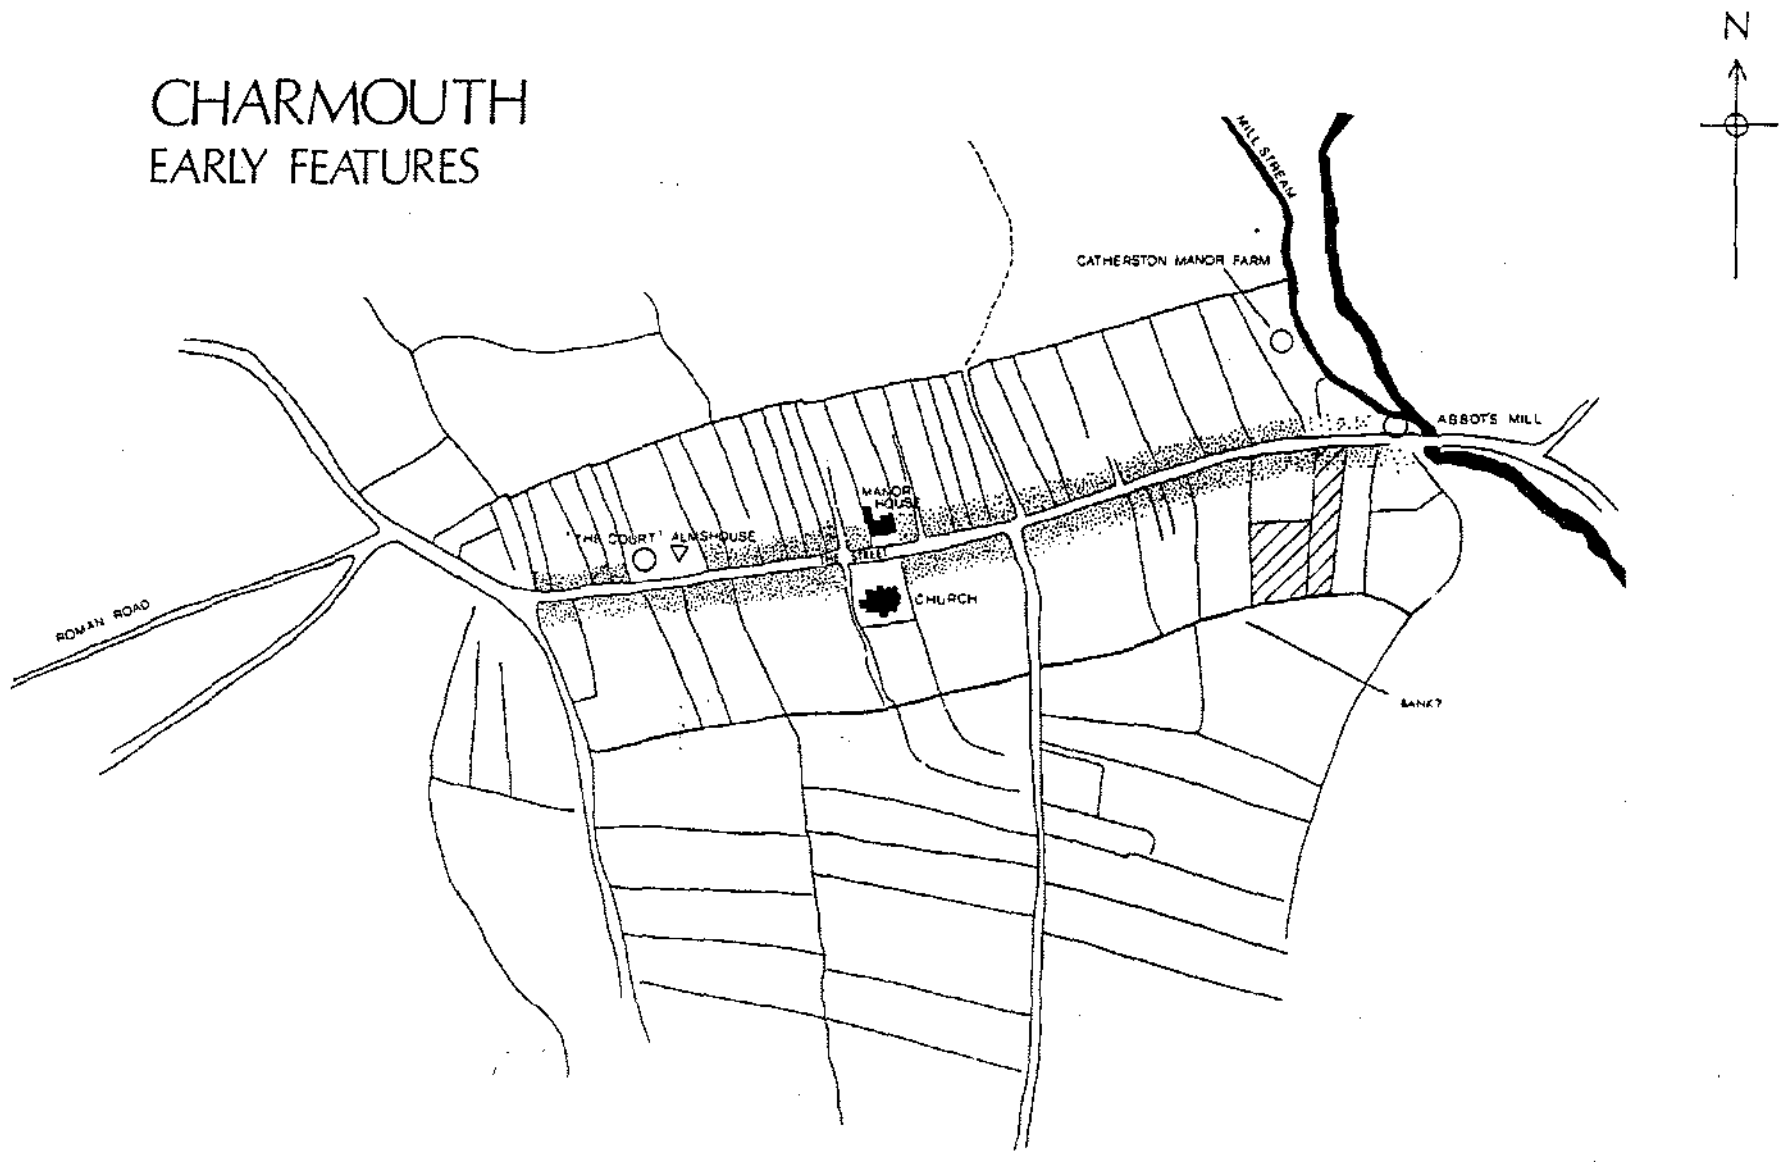 N
CHARMOUTH
EARLY FEATURES
MILL STREAM
CATHERSTON MANOR FARM
ABBOTS MILL
MANOR
HOUSE
'THE COURT' ALMSHOUSE
THE STREET
CHURCH
ROMAN ROAD
BANK?